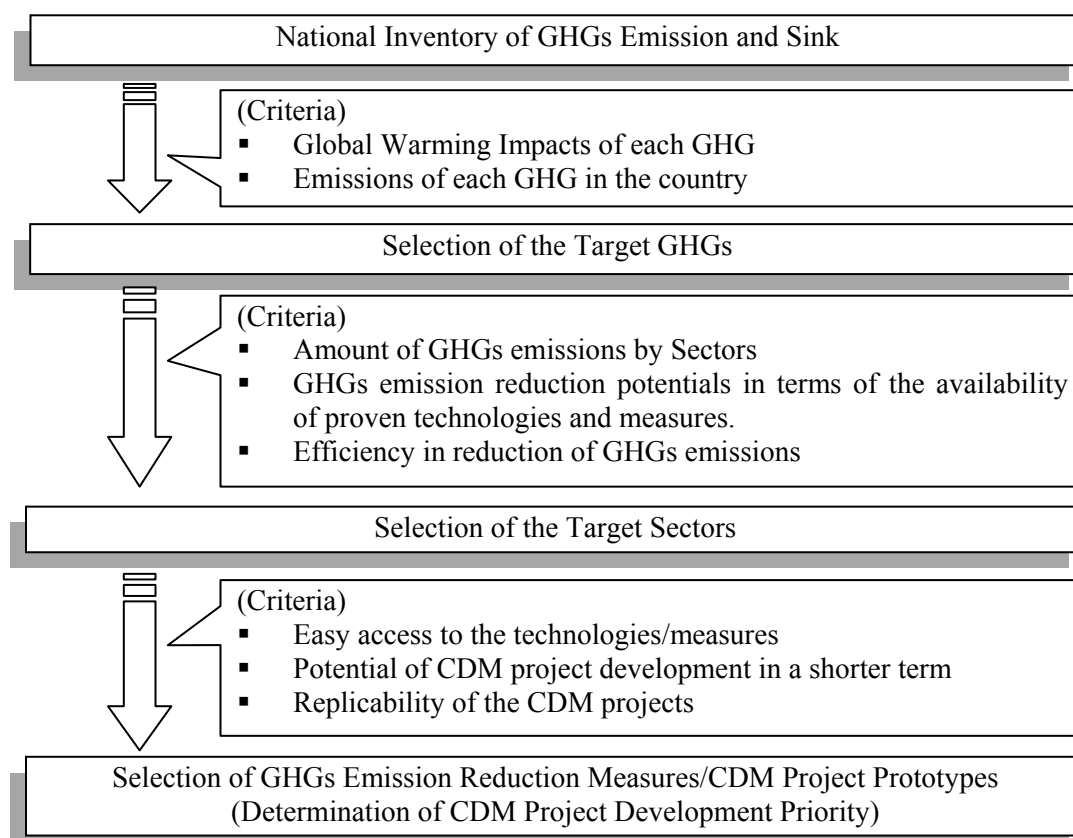 National Inventory of GHGs Emission and Sink
(Criteria)
▪ Global Warming Impacts of each GHG
▪ Emissions of each GHG in the country
Selection of the Target GHGs
(Criteria)
▪ Amount of GHGs emissions by Sectors
▪ GHGs emission reduction potentials in terms of the availability
of proven technologies and measures.
▪ Efficiency in reduction of GHGs emissions
Selection of the Target Sectors
(Criteria)
▪ Easy access to the technologies/measures
▪ Potential of CDM project development in a shorter term
▪ Replicability of the CDM projects
Selection of GHGs Emission Reduction Measures/CDM Project Prototypes
(Determination of CDM Project Development Priority)